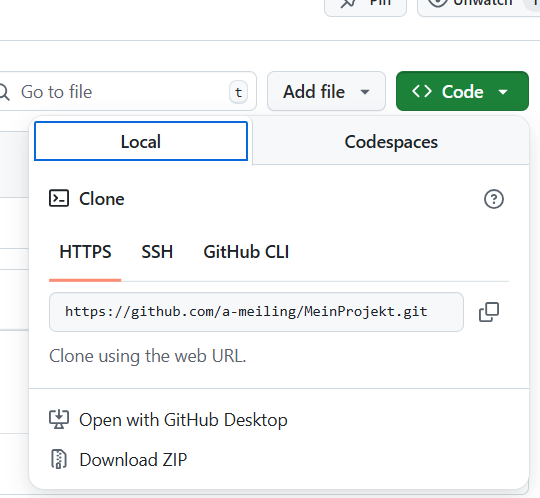 Pin
Unwatch
Go to file
t
Add file
Code
Local
Codespaces
Clone
HTTPS
SSH
GitHub CLI
https://github.com/a-meiling/MeinProjekt.git
Clone using the web URL.
Open with GitHub Desktop
Download ZIP